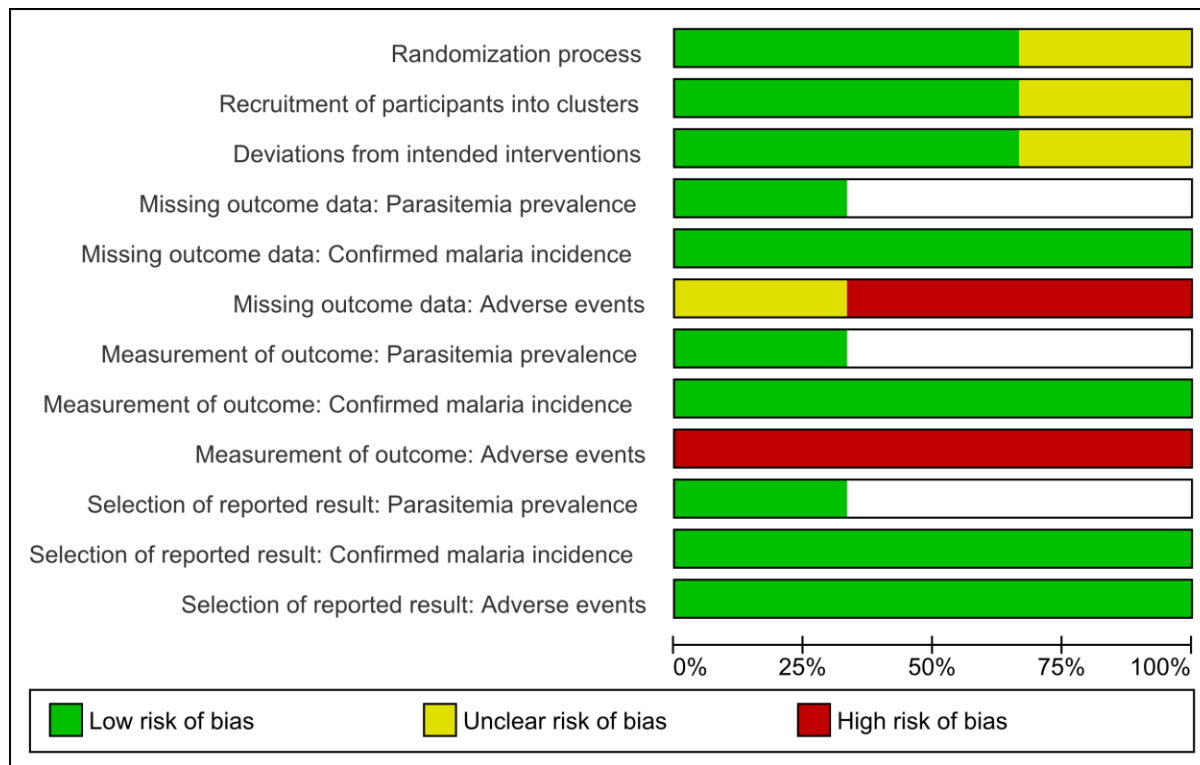 Randomization process
Recruitment of participants into clusters
Deviations from intended interventions
Missing outcome data: Parasitemia prevalence
Missing outcome data: Confirmed malaria incidence
Missing outcome data: Adverse events
Measurement of outcome: Parasitemia prevalence
Measurement of outcome: Confirmed malaria incidence
Measurement of outcome: Adverse events
Selection of reported result: Parasitemia prevalence
Selection of reported result: Confirmed malaria incidence
Selection of reported result: Adverse events
0% 25% 50% 75% 100%
Low risk of bias Unclear risk of bias High risk of bias